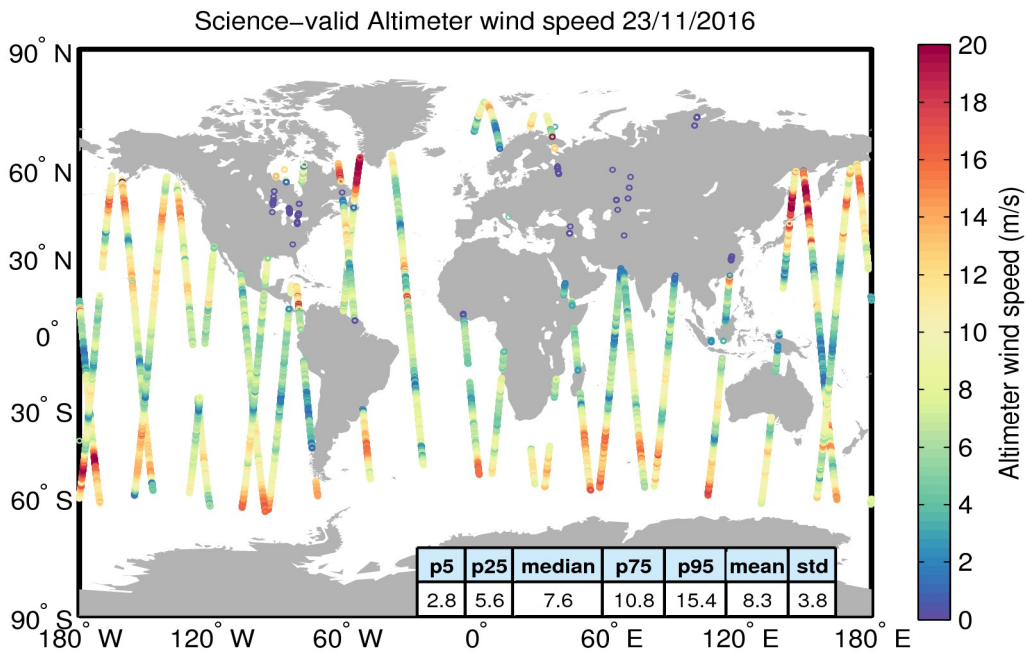 Science−valid Altimeter wind speed 23/11/2016
90° N
60° N
30° N
0°
30° S
60° S
90° S
180° W
120° W
60° W
0°
60° E
120° E
180° E
p5 p25 median p75 p95 mean std
2.8 5.6 7.6 10.8 15.4 8.3 3.8
20
18
16
14
12
10
8
6
4
2
0
Altimeter wind speed (m/s)